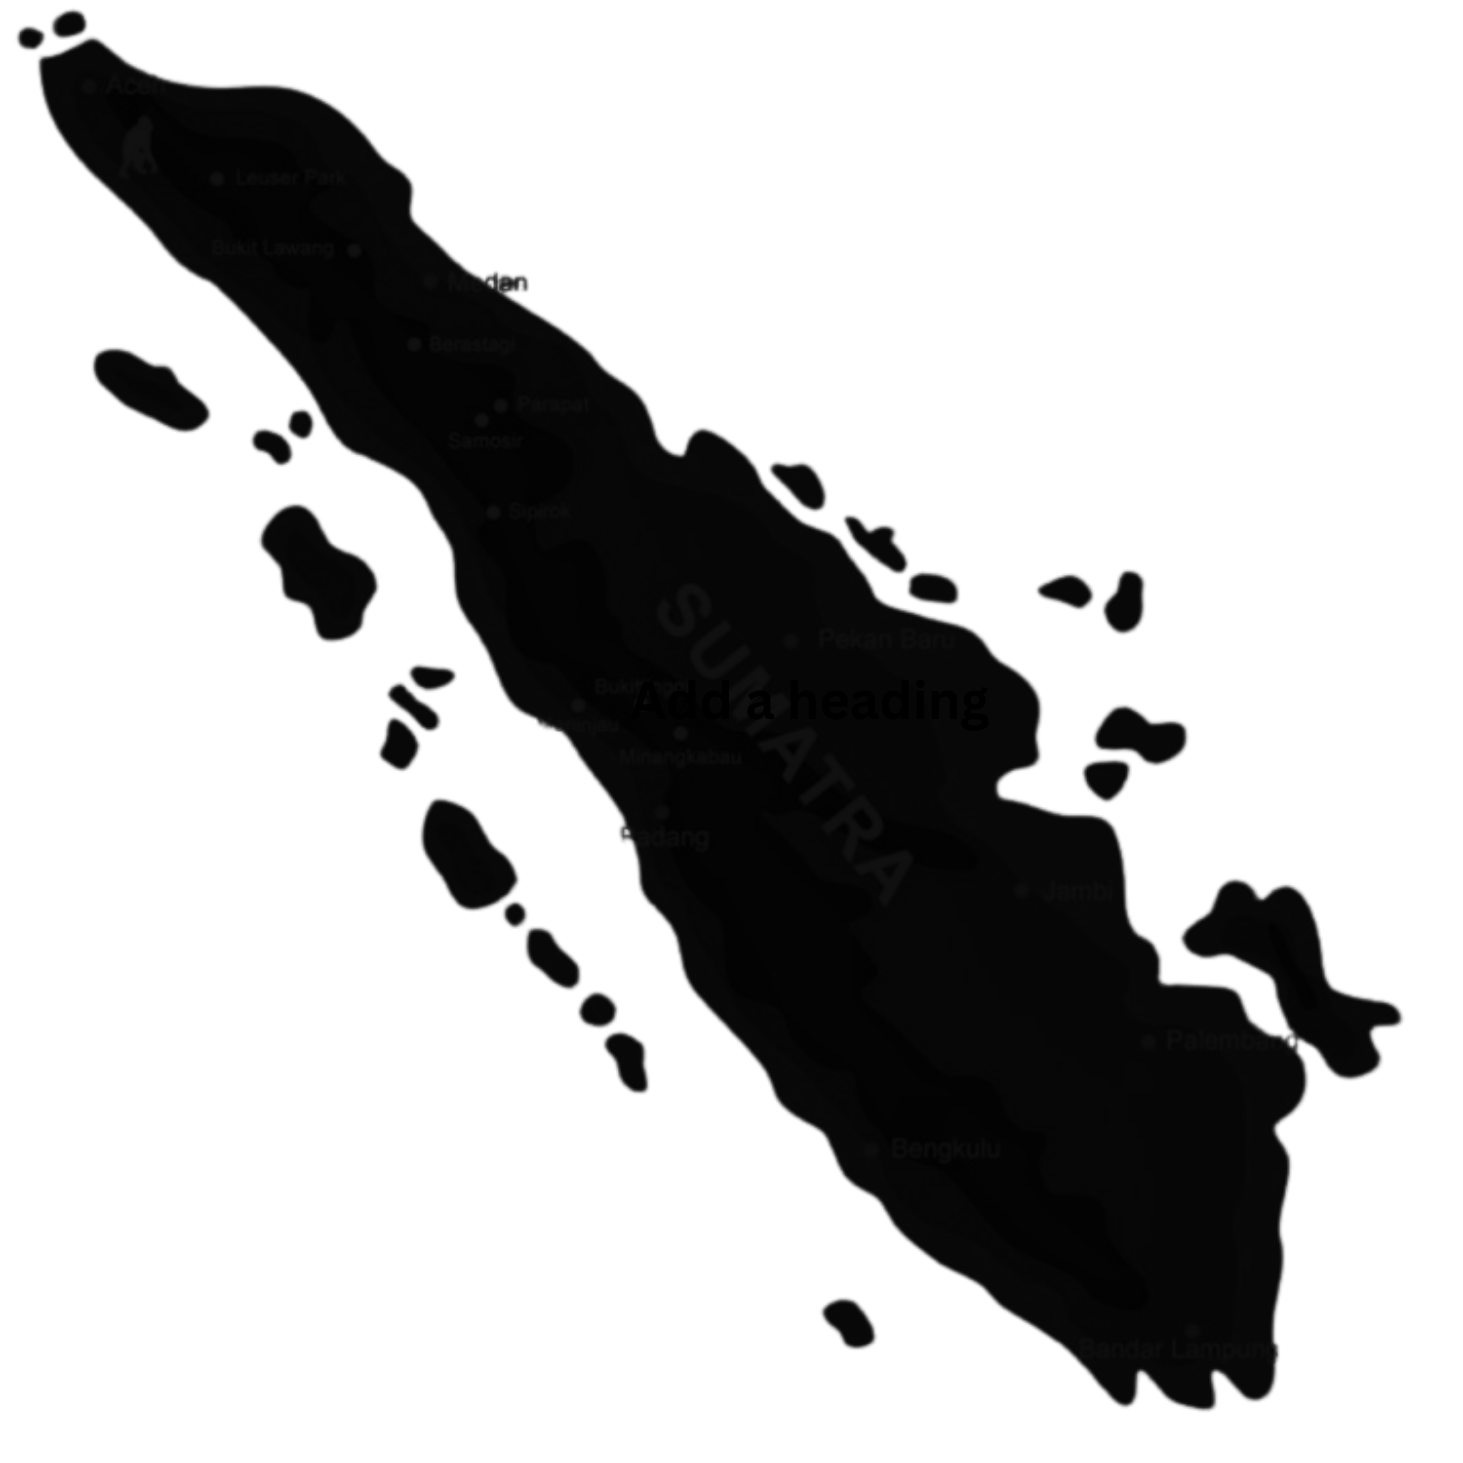 Aceh
Leuser Park
Bukit Lawang
Medan
Berastagi
Parapat
Samosir
Sipirok
SUMATRA
Pekan Baru
Bukittinggi
Add a heading
Maninjau
Minangkabau
Padang
Jambi
Palembang
Bengkulu
Bandar Lampung